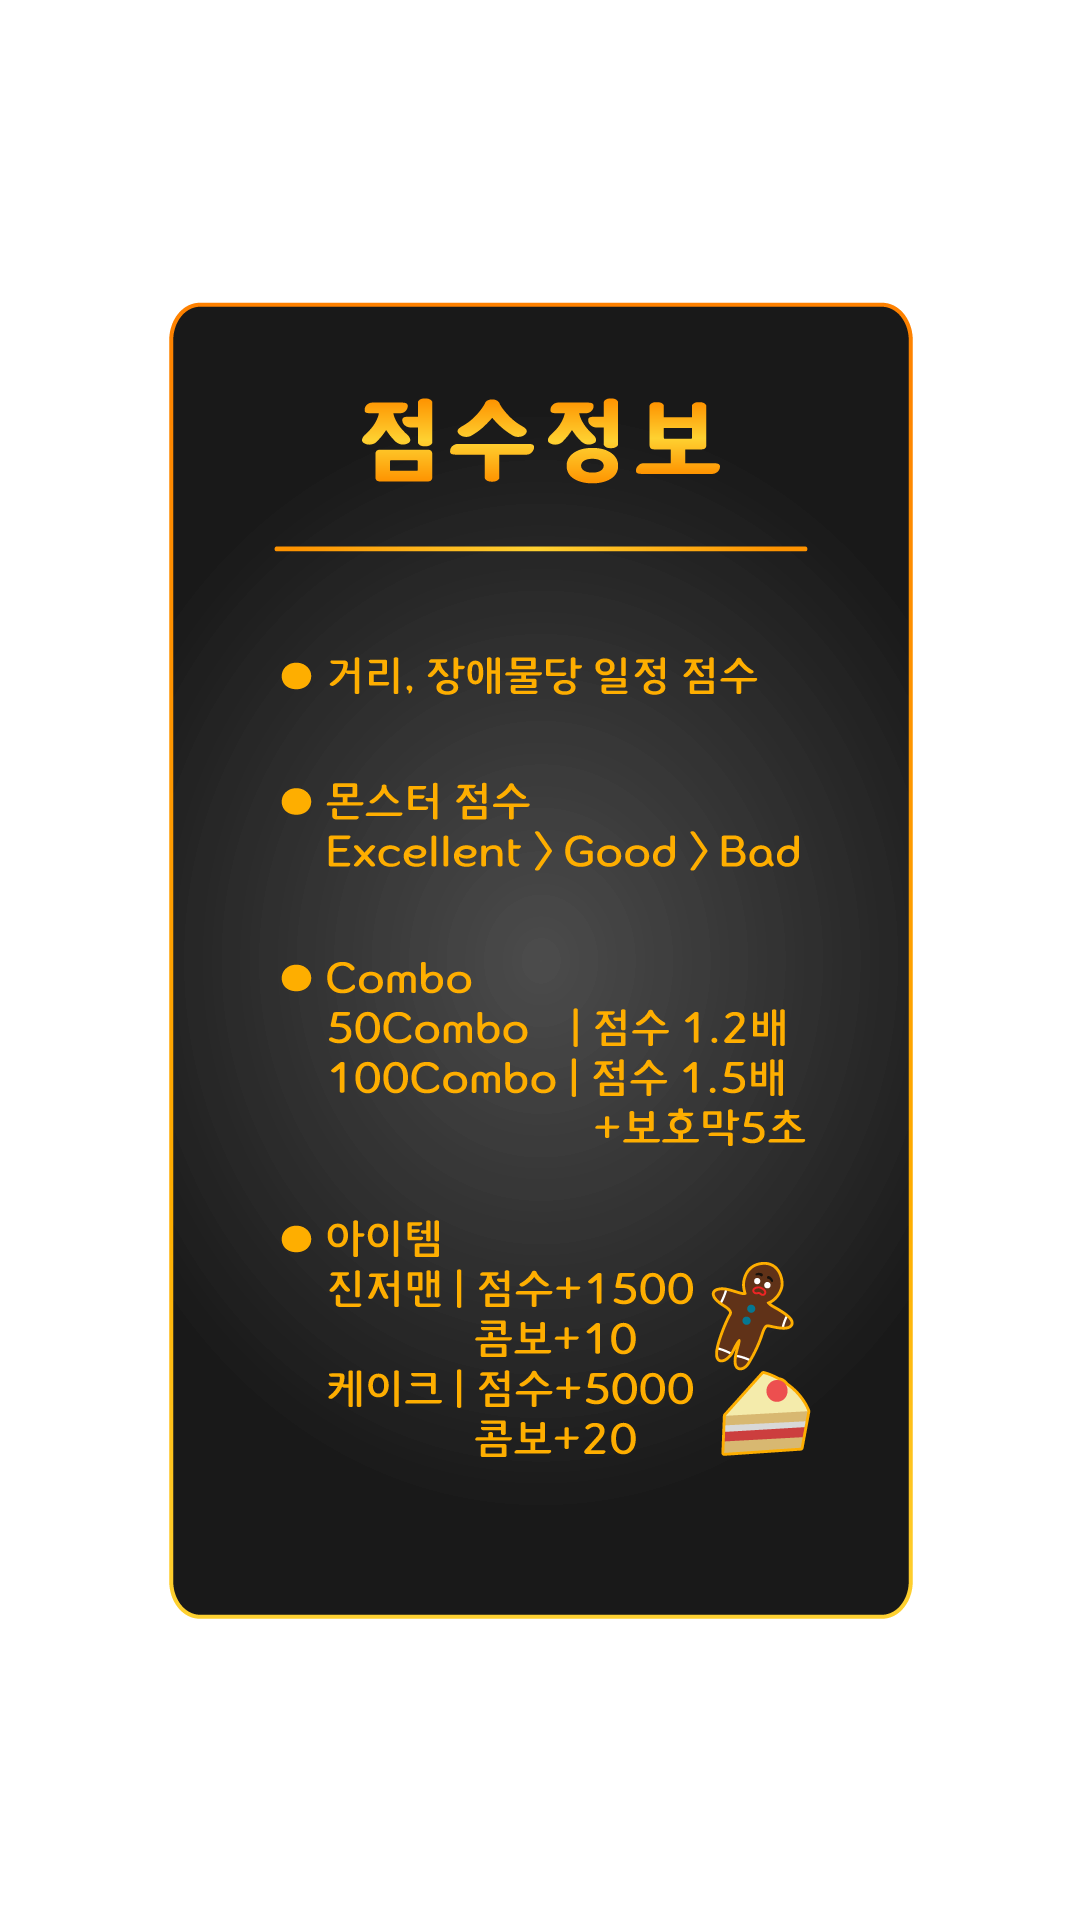 점수정보
● 거리, 장애물당 일정 점수
● 몬스터 점수
Excellent 〉Good 〉Bad
● Combo
50Combo | 점수 1.2배
100Combo | 점수 1.5배
+보호막5초
● 아이템
진저맨 | 점수+1500
콤보+10
케이크 | 점수+5000
콤보+20